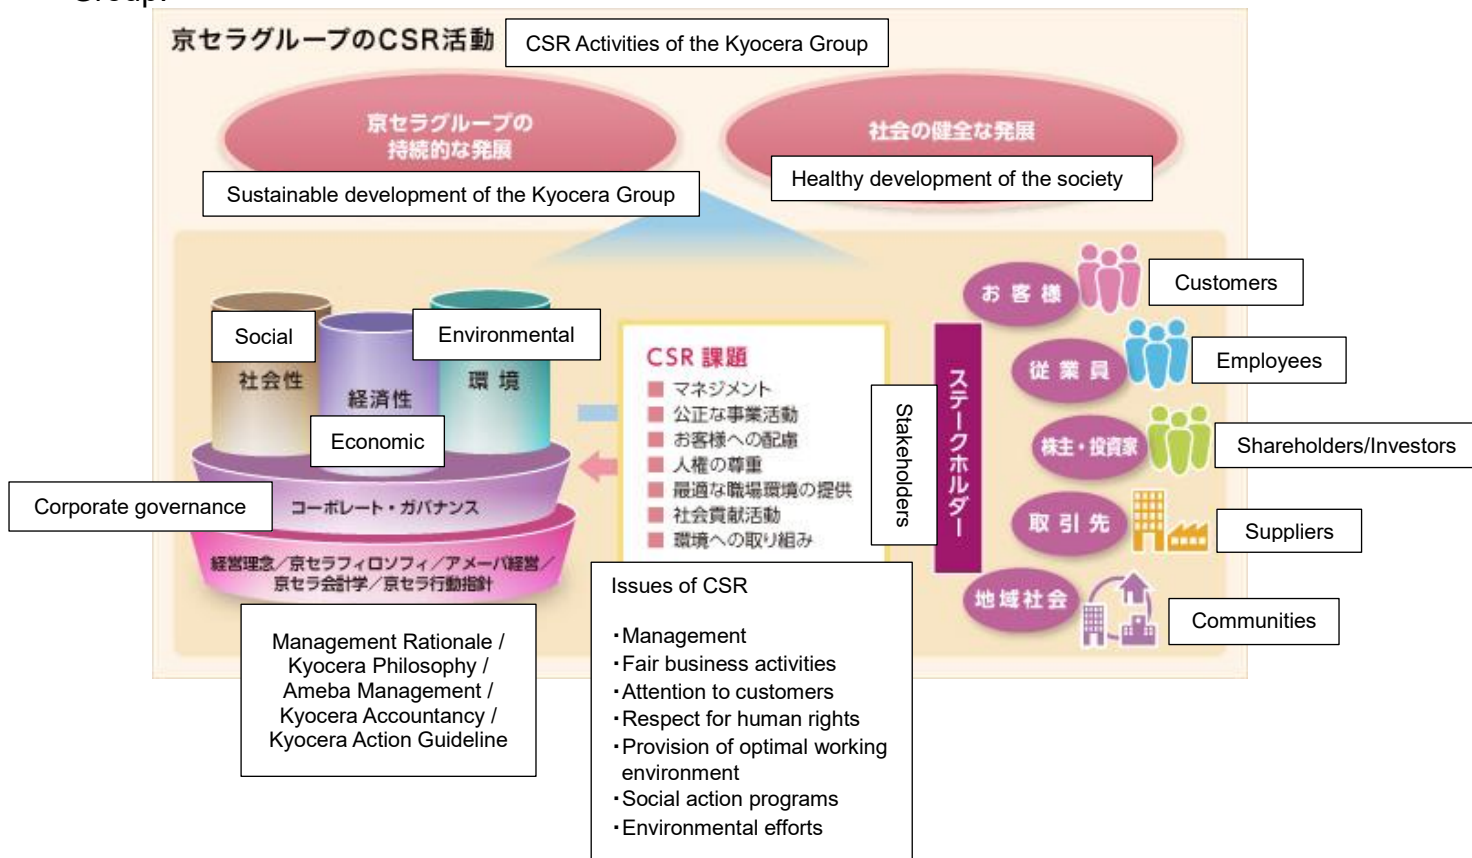 Group.
京セラグループのCSR活動
CSR Activities of the Kyocera Group
京セラグループの
持続的な発展
Sustainable development of the Kyocera Group
社会の健全な発展
Healthy development of the society
Social
社会性
経済性
Economic
Environmental
環 境
Corporate governance
コーポレート・ガバナンス
経営理念／京セラフィロソフィ／アメーバ経営／
京セラ会計学／京セラ行動指針
Management Rationale /
Kyocera Philosophy /
Ameba Management /
Kyocera Accountancy /
Kyocera Action Guideline
CSR 課題
■ マネジメント
■ 公正な事業活動
■ お客様への配慮
■ 人権の尊重
■ 最適な職場環境の提供
■ 社会貢献活動
■ 環境への取り組み
Issues of CSR
・Management
・Fair business activities
・Attention to customers
・Respect for human rights
・Provision of optimal working
environment
・Social action programs
・Environmental efforts
Stakeholders
ステークホルダー
お 客 様
Customers
従 業 員
Employees
株主・投資家
Shareholders/Investors
取 引 先
Suppliers
地 域 社 会
Communities